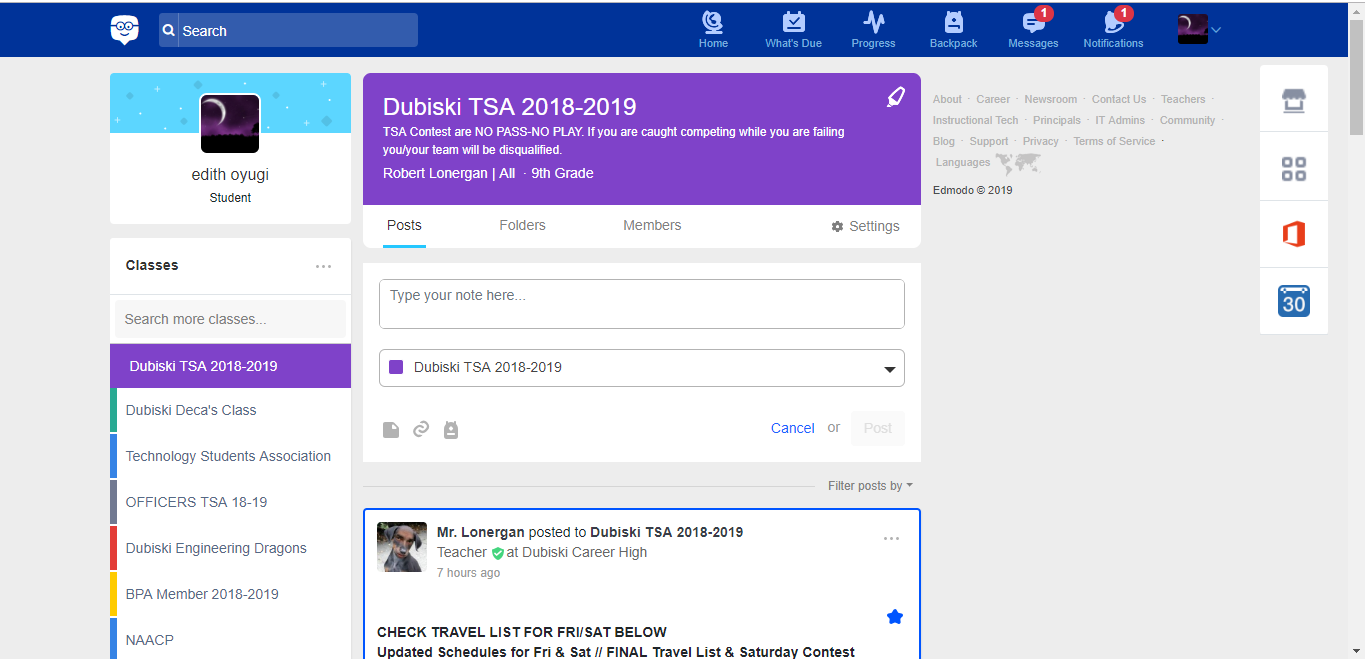 Search
Home
What's Due
Progress
Backpack
1
Messages
1
Notifications
edith oyugi
Student
Classes
Search more classes...
Dubiski TSA 2018-2019
Dubiski Deca's Class
Technology Students Association
OFFICERS TSA 18-19
Dubiski Engineering Dragons
BPA Member 2018-2019
NAACP
Dubiski TSA 2018-2019
TSA Contest are NO PASS-NO PLAY. If you are caught competing while you are failing
you/your team will be disqualified.
Robert Lonergan | All · 9th Grade
Posts
Folders
Members
Settings
Type your note here...
Dubiski TSA 2018-2019
Cancel or Post
Filter posts by
Mr. Lonergan posted to Dubiski TSA 2018-2019
Teacher at Dubiski Career High
7 hours ago
CHECK TRAVEL LIST FOR FRI/SAT BELOW
Updated Schedules for Fri & Sat // FINAL Travel List & Saturday Contest
About · Career · Newsroom · Contact Us · Teachers ·
Instructional Tech · Principals · IT Admins · Community ·
Blog · Support · Privacy · Terms of Service ·
Languages
Edmodo © 2019
30